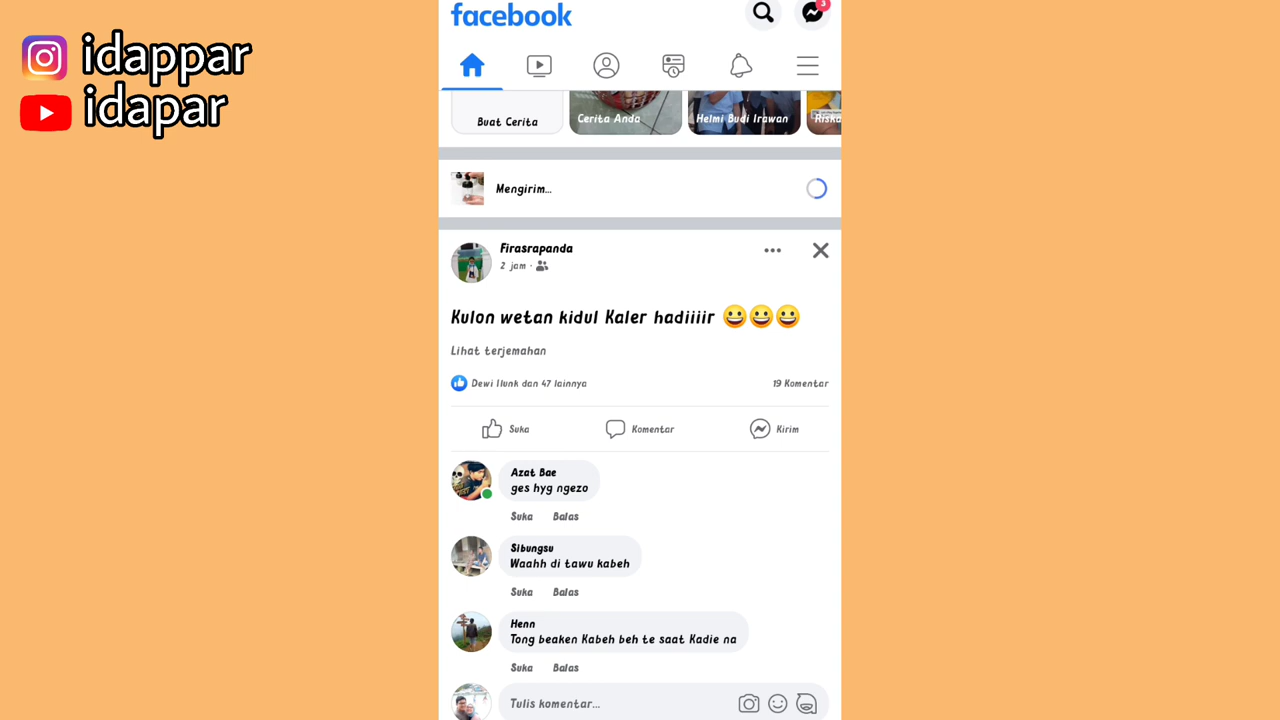 idappar
idapar
facebook
3
Buat Cerita
Cerita Anda
Helmi Budi Irawan
Riska
Mengirim...
Firasrapanda
2 jam ·
Kulon wetan kidul Kaler hadiiiir 😀😀😀
Lihat terjemahan
Dewi Ilunk dan 47 lainnya
19 Komentar
Suka
Komentar
Kirim
Azat Bae
ges hyg ngezo
Suka Balas
Sibungsu
Waahh di tawu kabeh
Suka Balas
Henn
Tong beaken Kabeh beh te saat Kadie na
Suka Balas
Tulis komentar...